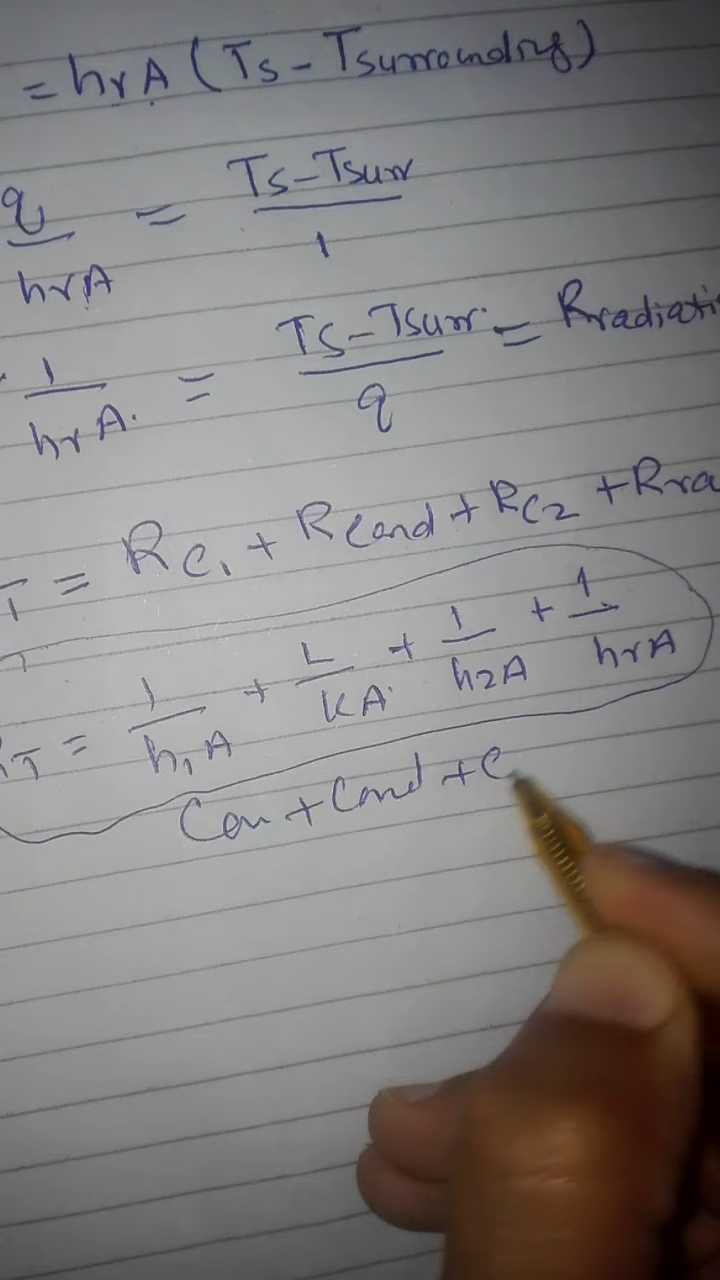 = hrA (Ts - Tsurrounding)
q/hrA = Ts - Tsurr/1
1/hrA. = Ts - Tsurr./q = Rradiati
T = RC1 + Rcond + RC2 + Rra
T = 1/h1A + L/KA + 1/h2A + 1/hrA
Con + Cond + C